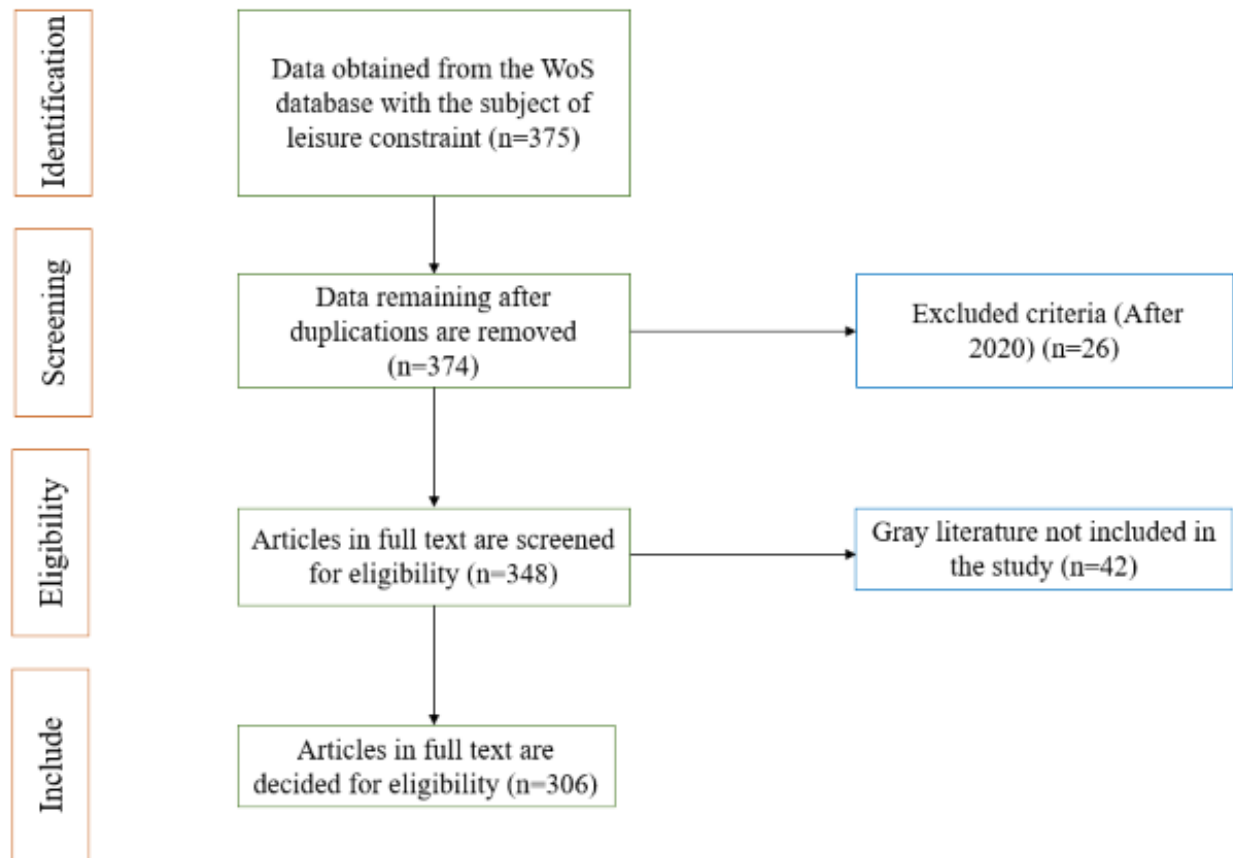 Identification
Data obtained from the WoS
database with the subject of
leisure constraint (n=375)
Screening
Data remaining after
duplications are removed
(n=374)
Excluded criteria (After
2020) (n=26)
Eligibility
Articles in full text are screened
for eligibility (n=348)
Gray literature not included in
the study (n=42)
Include
Articles in full text are
decided for eligibility (n=306)